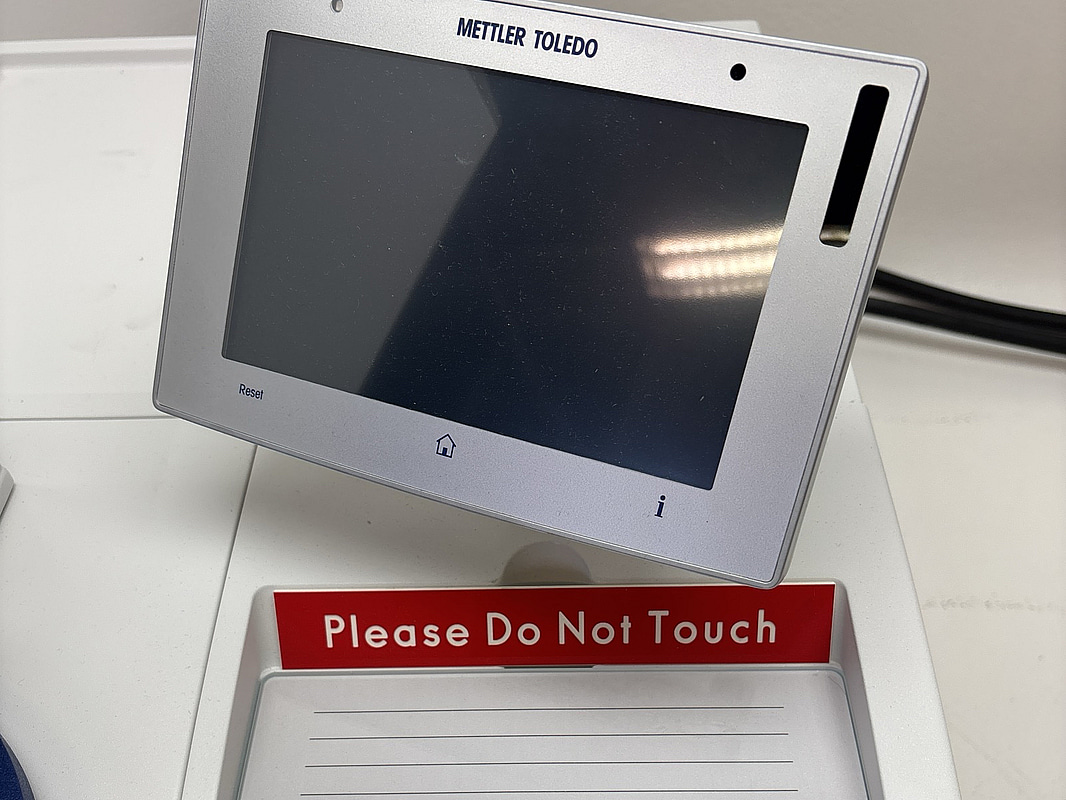 METTLER TOLEDO
Reset
i
Please Do Not Touch